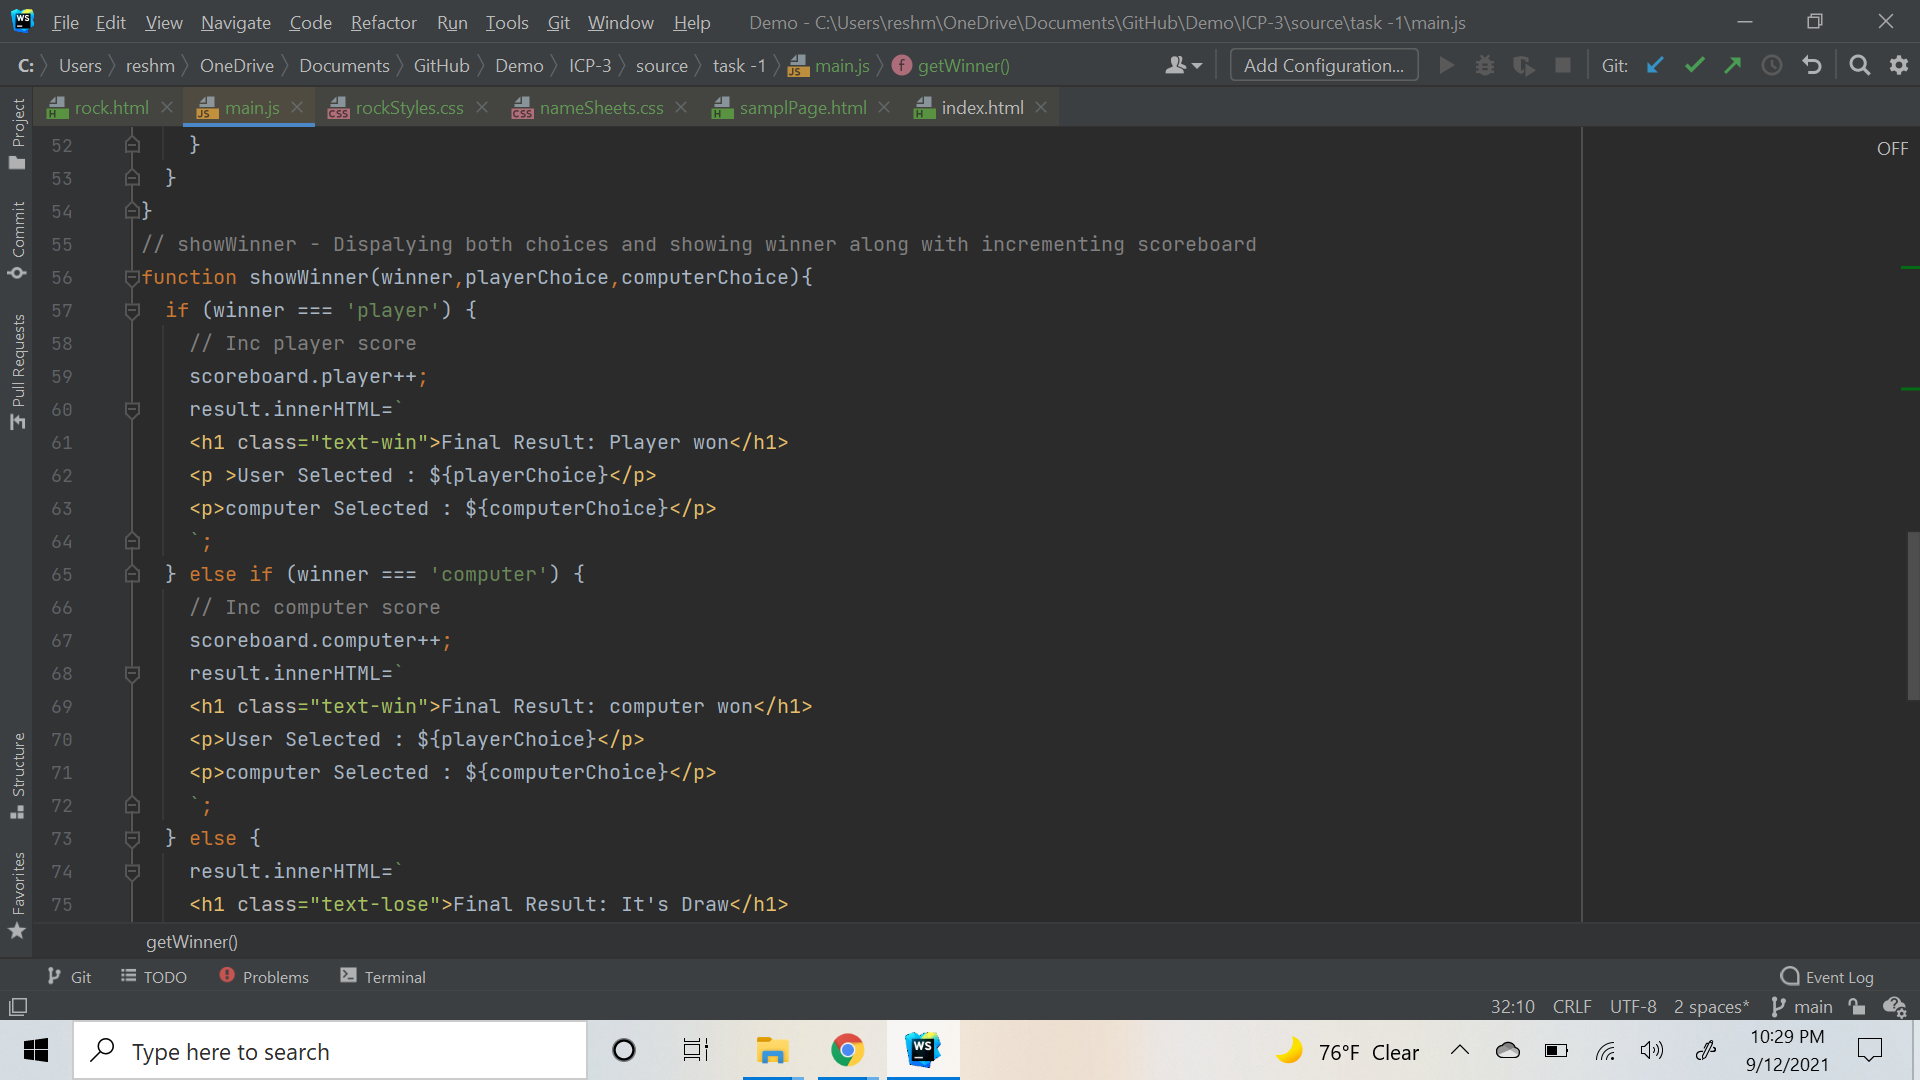 WS File Edit View Navigate Code Refactor Run Tools Git Window Help Demo - C:\Users\reshm\OneDrive\Documents\GitHub\Demo\ICP-3\source\task -1\main.js
C: Users reshm OneDrive Documents GitHub Demo ICP-3 source task -1 JS main.js f getWinner() Add Configuration... Git:
H rock.html JS main.js CSS rockStyles.css CSS nameSheets.css H samplPage.html H index.html
Project
Commit
Pull Requests
Structure
Favorites
OFF
52 }
53 }
54 }
55 // showWinner - Dispalying both choices and showing winner along with incrementing scoreboard
56 function showWinner(winner,playerChoice,computerChoice){
57 if (winner === 'player') {
58 // Inc player score
59 scoreboard.player++;
60 result.innerHTML=`
61 <h1 class="text-win">Final Result: Player won</h1>
62 <p >User Selected : ${playerChoice}</p>
63 <p>computer Selected : ${computerChoice}</p>
64 `;
65 } else if (winner === 'computer') {
66 // Inc computer score
67 scoreboard.computer++;
68 result.innerHTML=`
69 <h1 class="text-win">Final Result: computer won</h1>
70 <p>User Selected : ${playerChoice}</p>
71 <p>computer Selected : ${computerChoice}</p>
72 `;
73 } else {
74 result.innerHTML=`
75 <h1 class="text-lose">Final Result: It's Draw</h1>
getWinner()
Git TODO Problems Terminal Event Log
32:10 CRLF UTF-8 2 spaces* main
Type here to search WS 76°F Clear 10:29 PM
9/12/2021